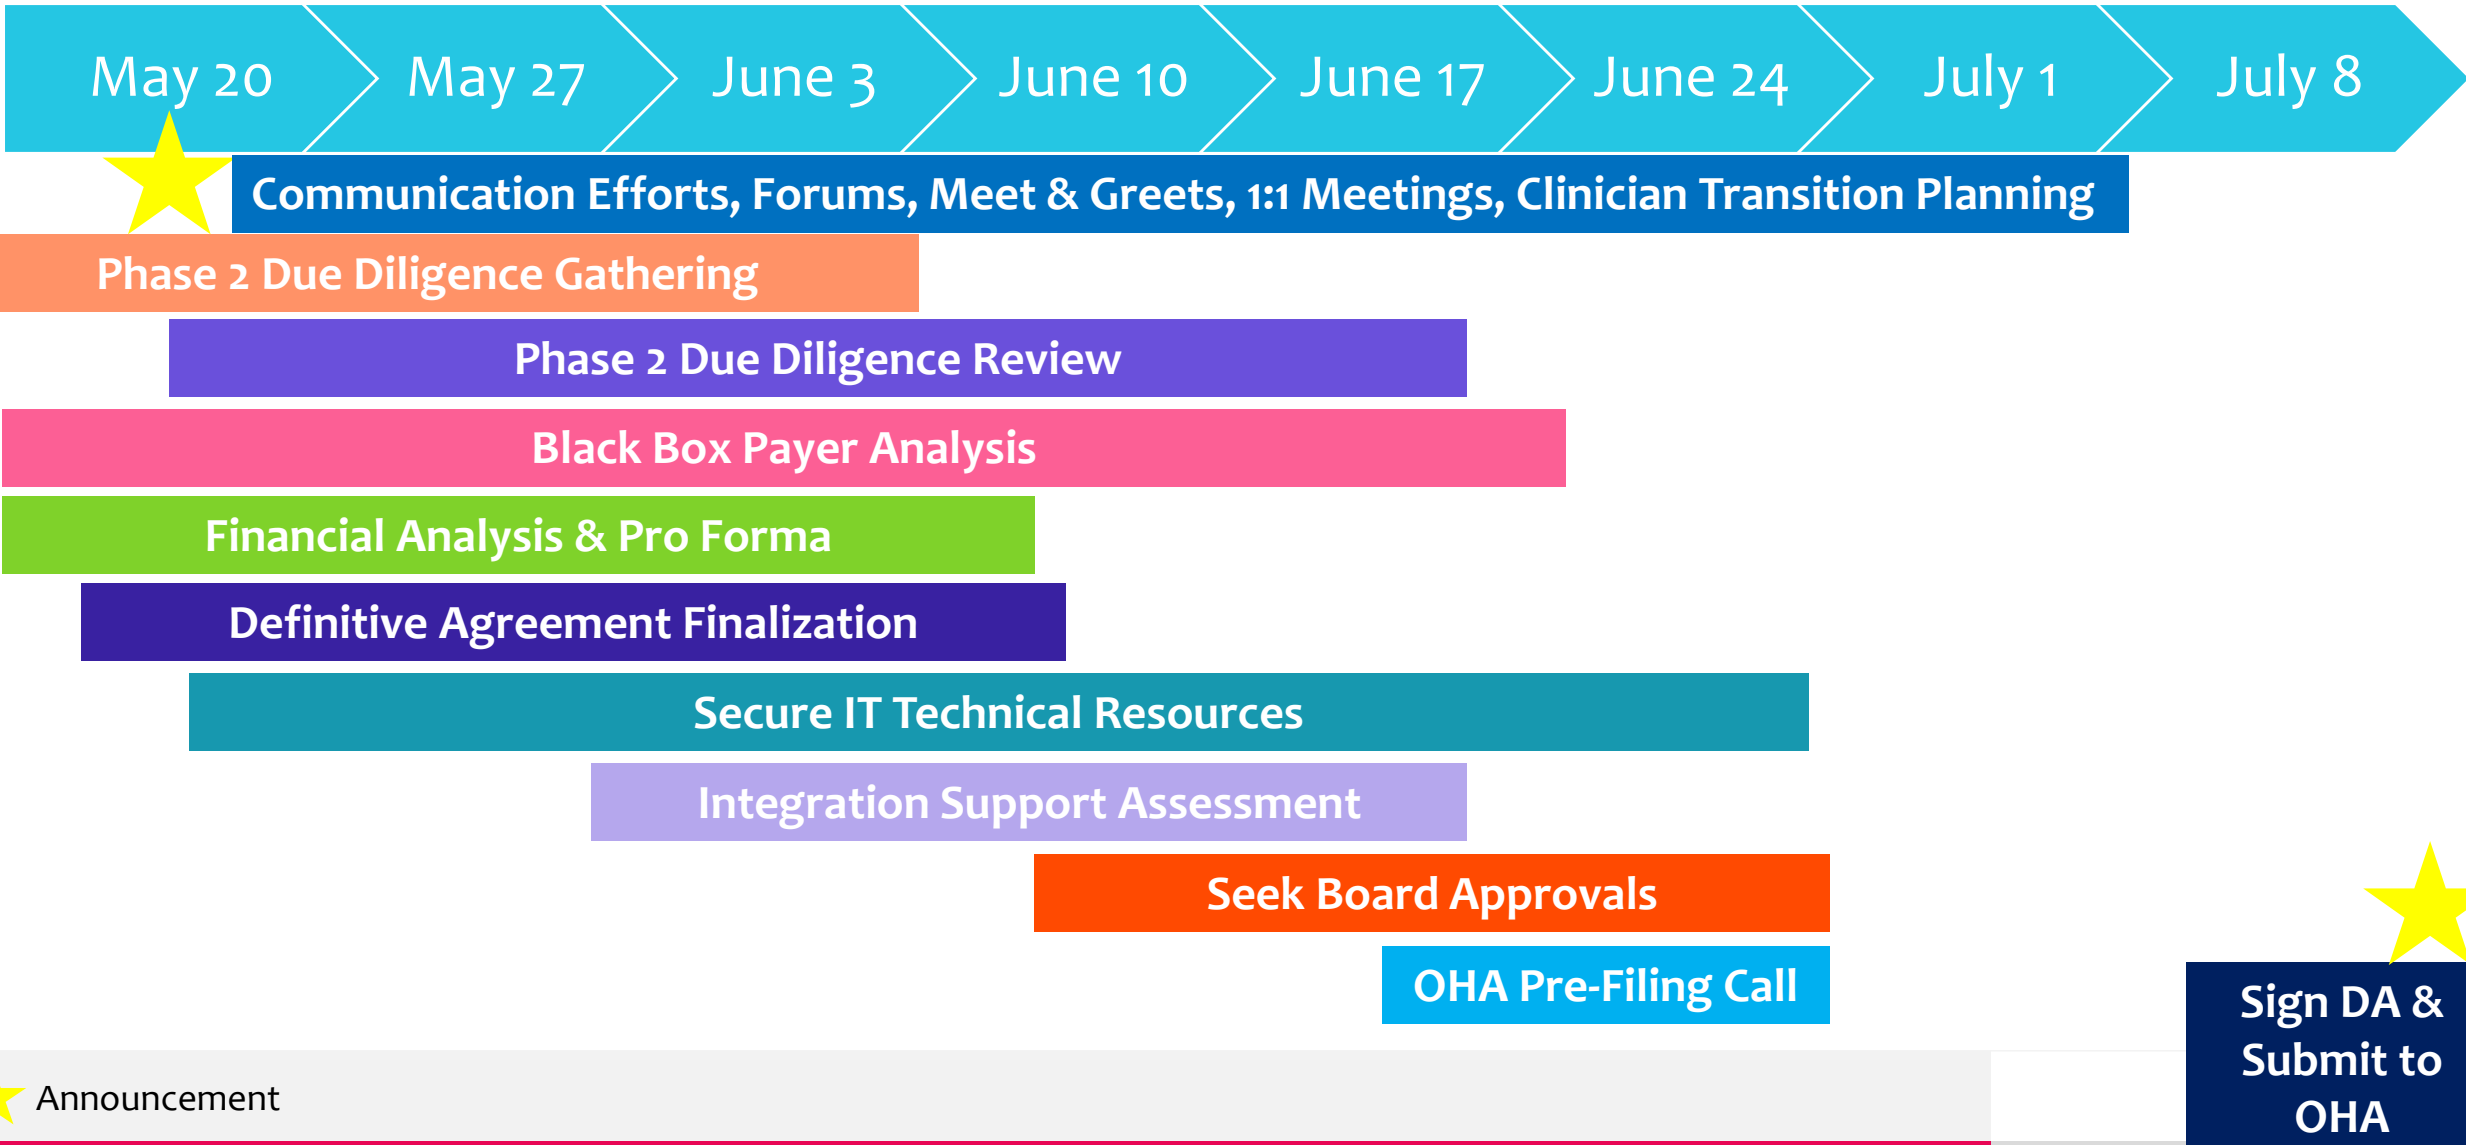 May 20
May 27
June 3
June 10
June 17
June 24
July 1
July 8
Communication Efforts, Forums, Meet & Greets, 1:1 Meetings, Clinician Transition Planning
Phase 2 Due Diligence Gathering
Phase 2 Due Diligence Review
Black Box Payer Analysis
Financial Analysis & Pro Forma
Definitive Agreement Finalization
Secure IT Technical Resources
Integration Support Assessment
Seek Board Approvals
OHA Pre-Filing Call
Sign DA &
Submit to
OHA
Announcement